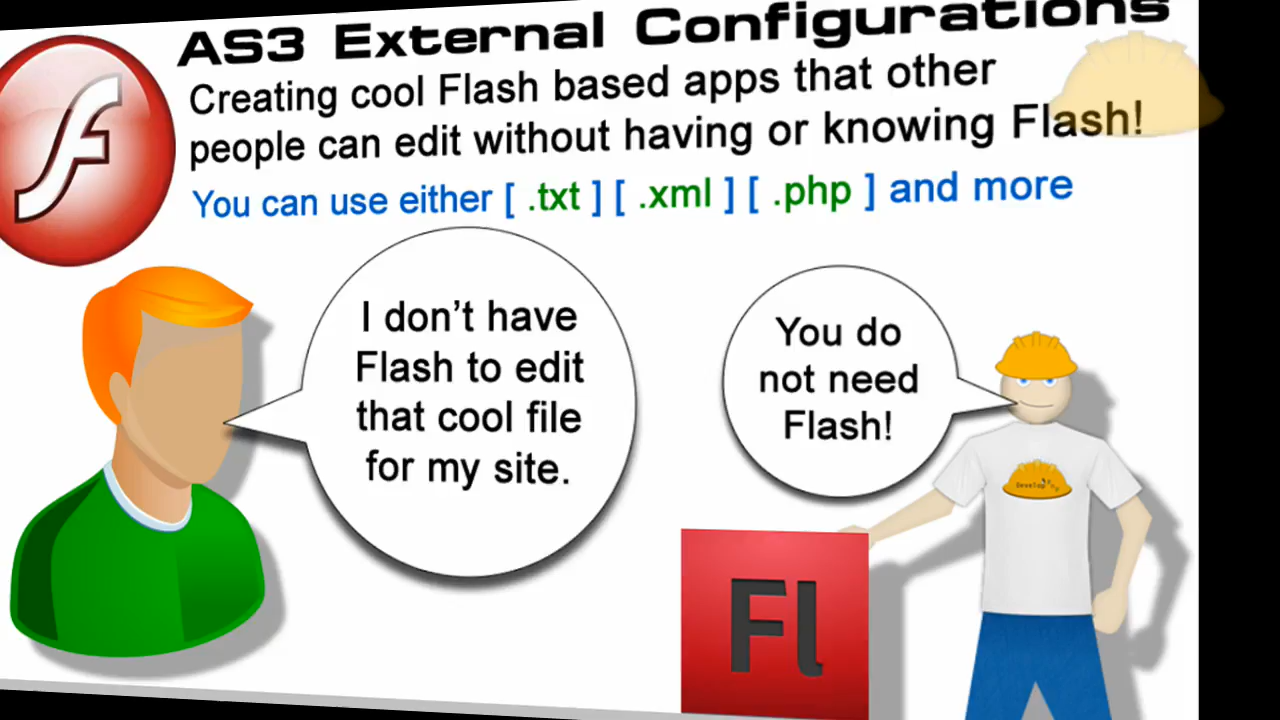 AS3 External Configurations
Creating cool Flash based apps that other
people can edit without having or knowing Flash!
You can use either [ .txt ] [ .xml ] [ .php ] and more
I don't have
Flash to edit
that cool file
for my site.
You do
not need
Flash!
Fl